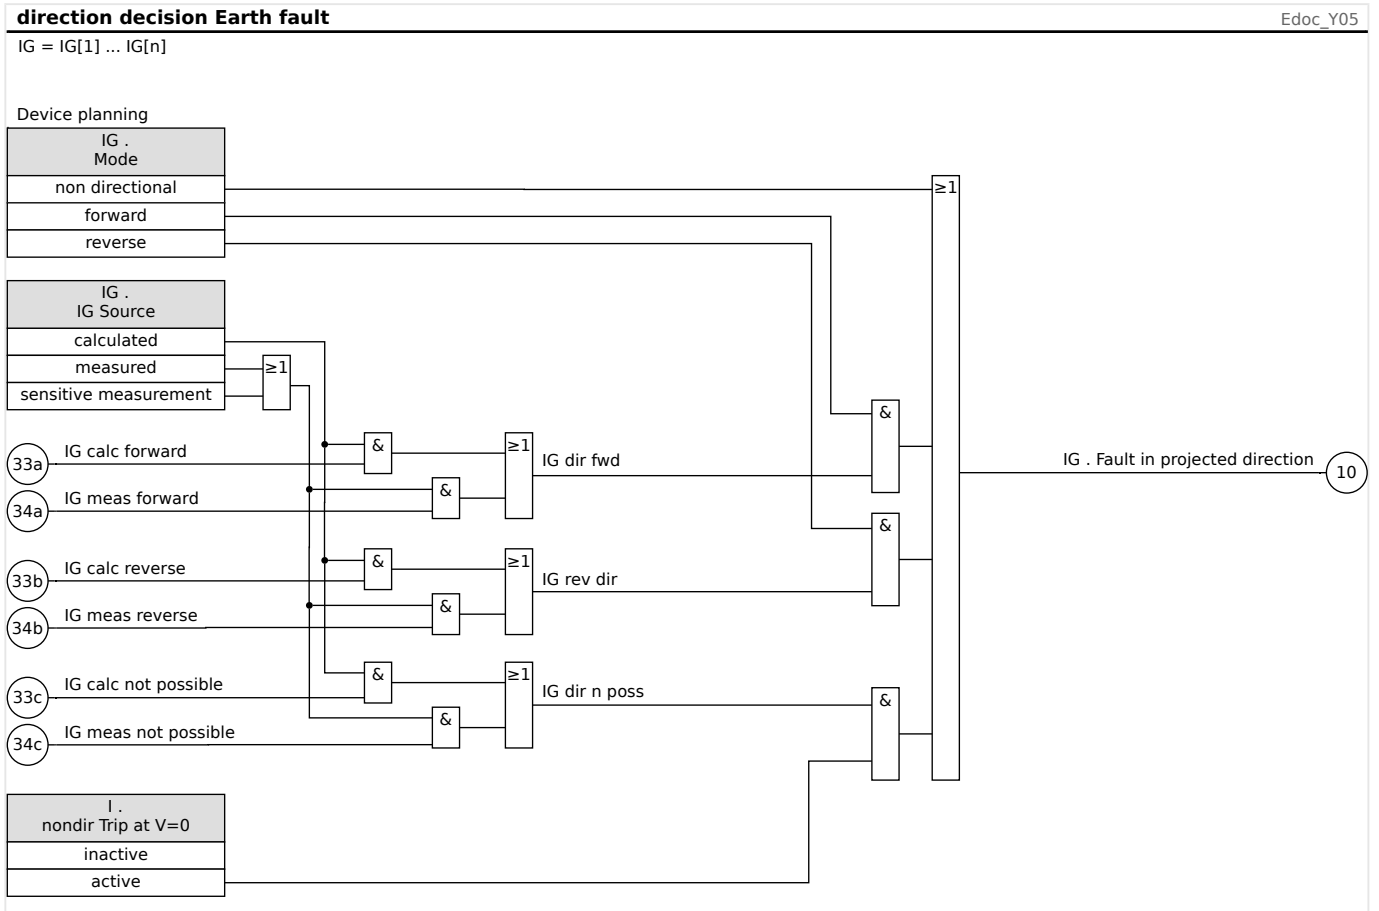 direction decision Earth fault
Edoc_Y05
IG = IG[1] ... IG[n]
Device planning
IG .
Mode
non directional
forward
reverse
≥1
IG .
IG Source
calculated
measured
sensitive measurement
≥1
&
IG calc forward
33a
&
≥1
IG dir fwd
IG . Fault in projected direction
10
IG meas forward
34a
&
&
IG calc reverse
33b
&
≥1
IG rev dir
IG meas reverse
34b
&
IG calc not possible
33c
&
≥1
IG dir n poss
&
IG meas not possible
34c
&
I .
nondir Trip at V=0
inactive
active